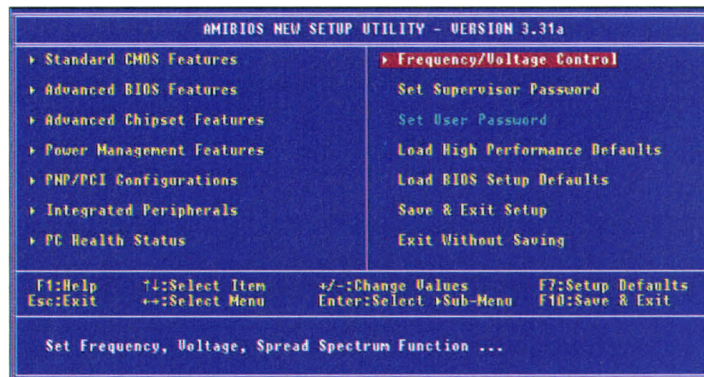 AMIBIOS NEW SETUP UTILITY - VERSION 3.31a
▸ Standard CMOS Features
▸ Advanced BIOS Features
▸ Advanced Chipset Features
▸ Power Management Features
▸ PNP/PCI Configurations
▸ Integrated Peripherals
▸ PC Health Status
▸ Frequency/Voltage Control
Set Supervisor Password
Set User Password
Load High Performance Defaults
Load BIOS Setup Defaults
Save & Exit Setup
Exit Without Saving
F1:Help ↑↓:Select Item +/-:Change Values F7:Setup Defaults
Esc:Exit ←→:Select Menu Enter:Select ▸Sub-Menu F10:Save & Exit
Set Frequency, Voltage, Spread Spectrum Function ...